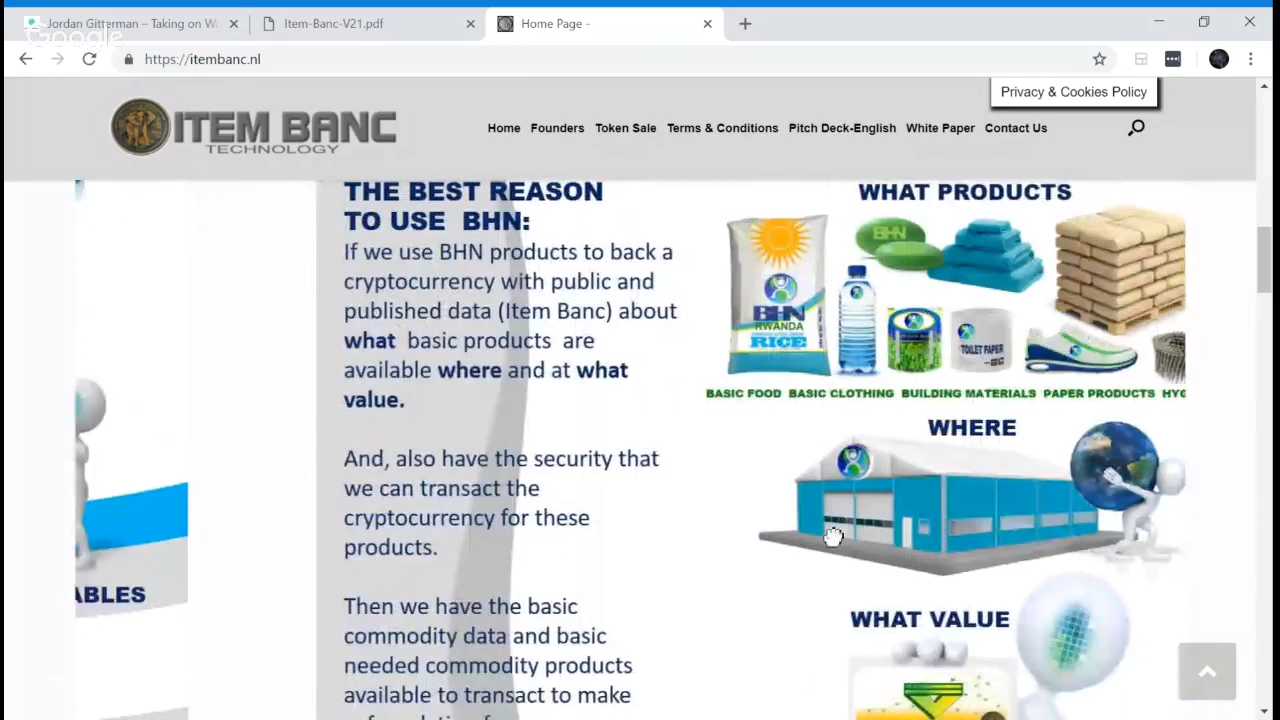 Jordan Gitterman – Taking on Wo
Item-Banc-V21.pdf
Home Page -
Google
https://itembanc.nl
Privacy & Cookies Policy
ITEM BANC
TECHNOLOGY
Home Founders Token Sale Terms & Conditions Pitch Deck-English White Paper Contact Us
THE BEST REASON
TO USE BHN:
If we use BHN products to back a
cryptocurrency with public and
published data (Item Banc) about
what basic products are
available where and at what
value.
And, also have the security that
we can transact the
cryptocurrency for these
products.
Then we have the basic
commodity data and basic
needed commodity products
available to transact to make
WHAT PRODUCTS
BHN
BHN
RWANDA
RICE
TOILET PAPER
BASIC FOOD BASIC CLOTHING BUILDING MATERIALS PAPER PRODUCTS HYG
WHERE
WHAT VALUE
ABLES